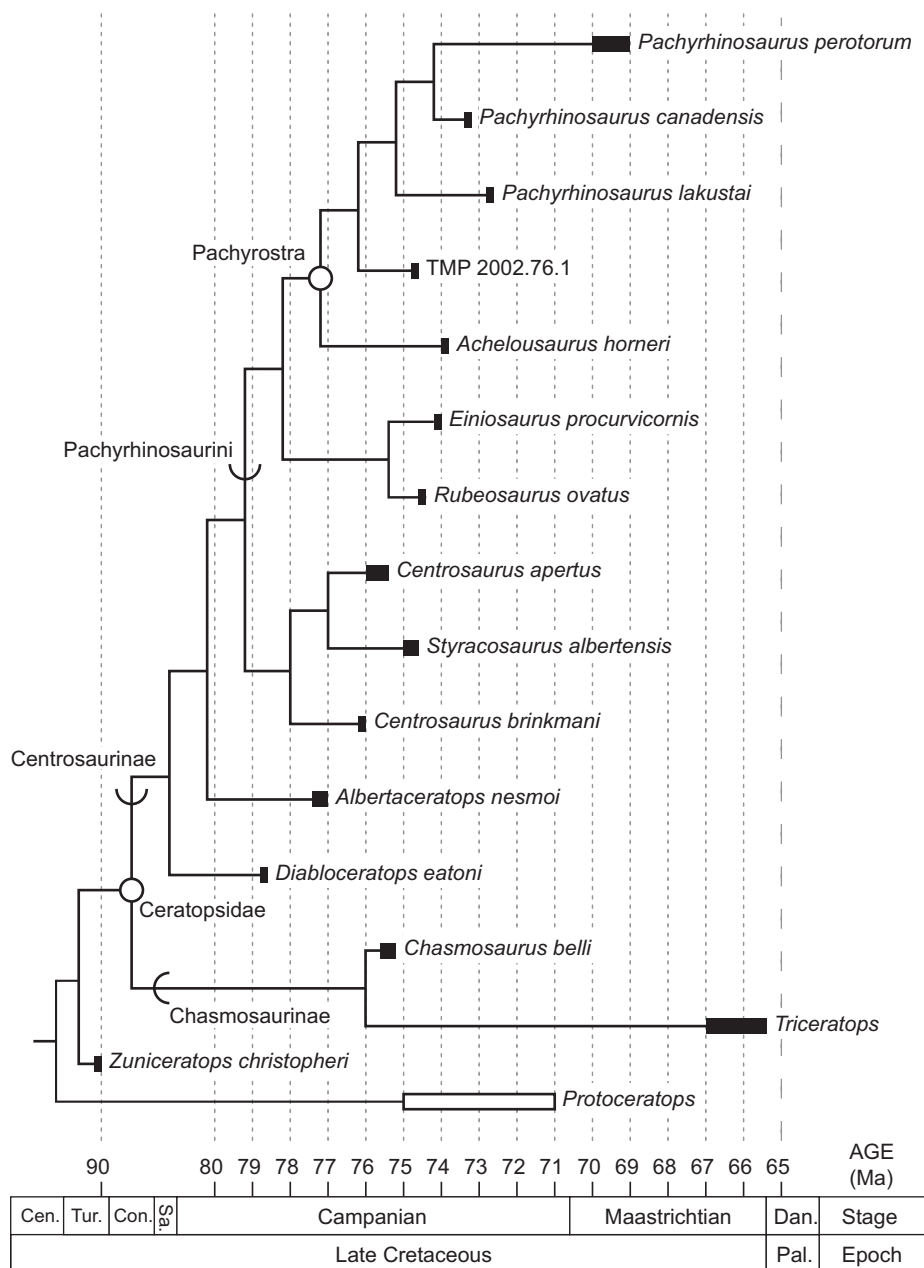 Pachyrhinosaurus perotorum
Pachyrhinosaurus canadensis
Pachyrhinosaurus lakustai
Pachyrostra
TMP 2002.76.1
Achelousaurus horneri
Einiosaurus procurvicornis
Pachyrhinosaurini
Rubeosaurus ovatus
Centrosaurus apertus
Styracosaurus albertensis
Centrosaurus brinkmani
Centrosaurinae
Albertaceratops nesmoi
Diabloceratops eatoni
Ceratopsidae
Chasmosaurus belli
Chasmosaurinae
Triceratops
Zuniceratops christopheri
Protoceratops
90 80 79 78 77 76 75 74 73 72 71 70 69 68 67 66 65 AGE
(Ma)
Cen. Tur. Con. Sa. Campanian Maastrichtian Dan. Stage
Late Cretaceous Pal. Epoch